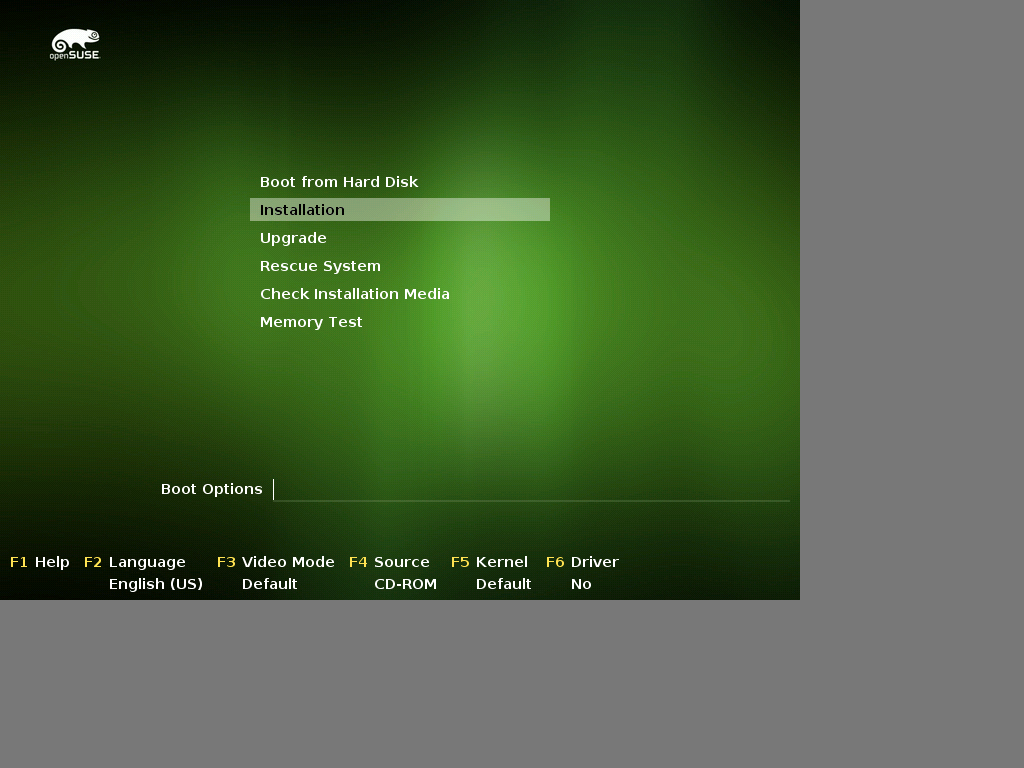 openSUSE
Boot from Hard Disk
Installation
Upgrade
Rescue System
Check Installation Media
Memory Test
Boot Options
F1 Help F2 Language F3 Video Mode F4 Source F5 Kernel F6 Driver
English (US) Default CD-ROM Default No